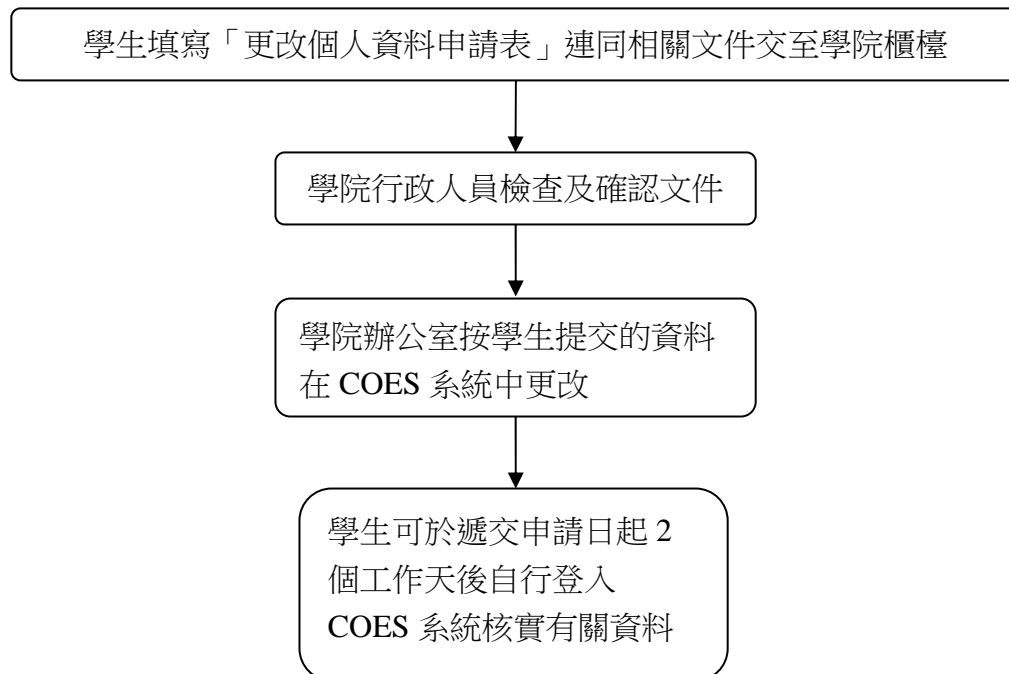 學生填寫「更改個人資料申請表」連同相關文件交至學院櫃檯
學院行政人員檢查及確認文件
學院辦公室按學生提交的資料
在 COES 系統中更改
學生可於遞交申請日起 2
個工作天後自行登入
COES 系統核實有關資料